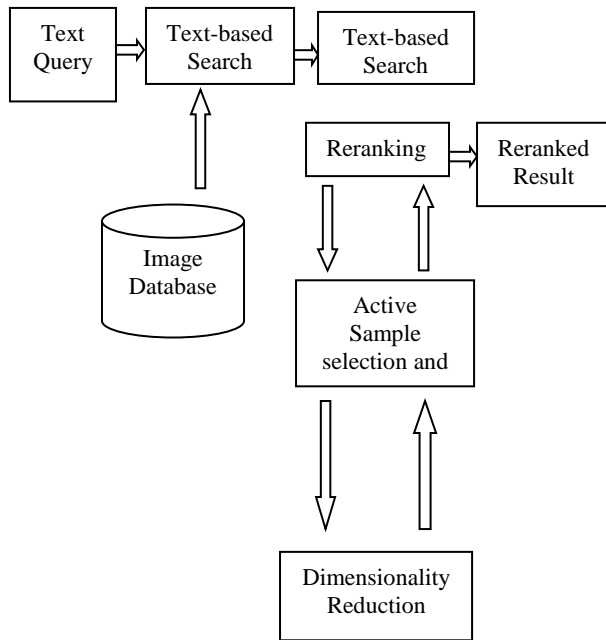 Text
Query
Text-based
Search
Text-based
Search
Reranking
Reranked
Result
Image
Database
Active
Sample
selection and
Dimensionality
Reduction